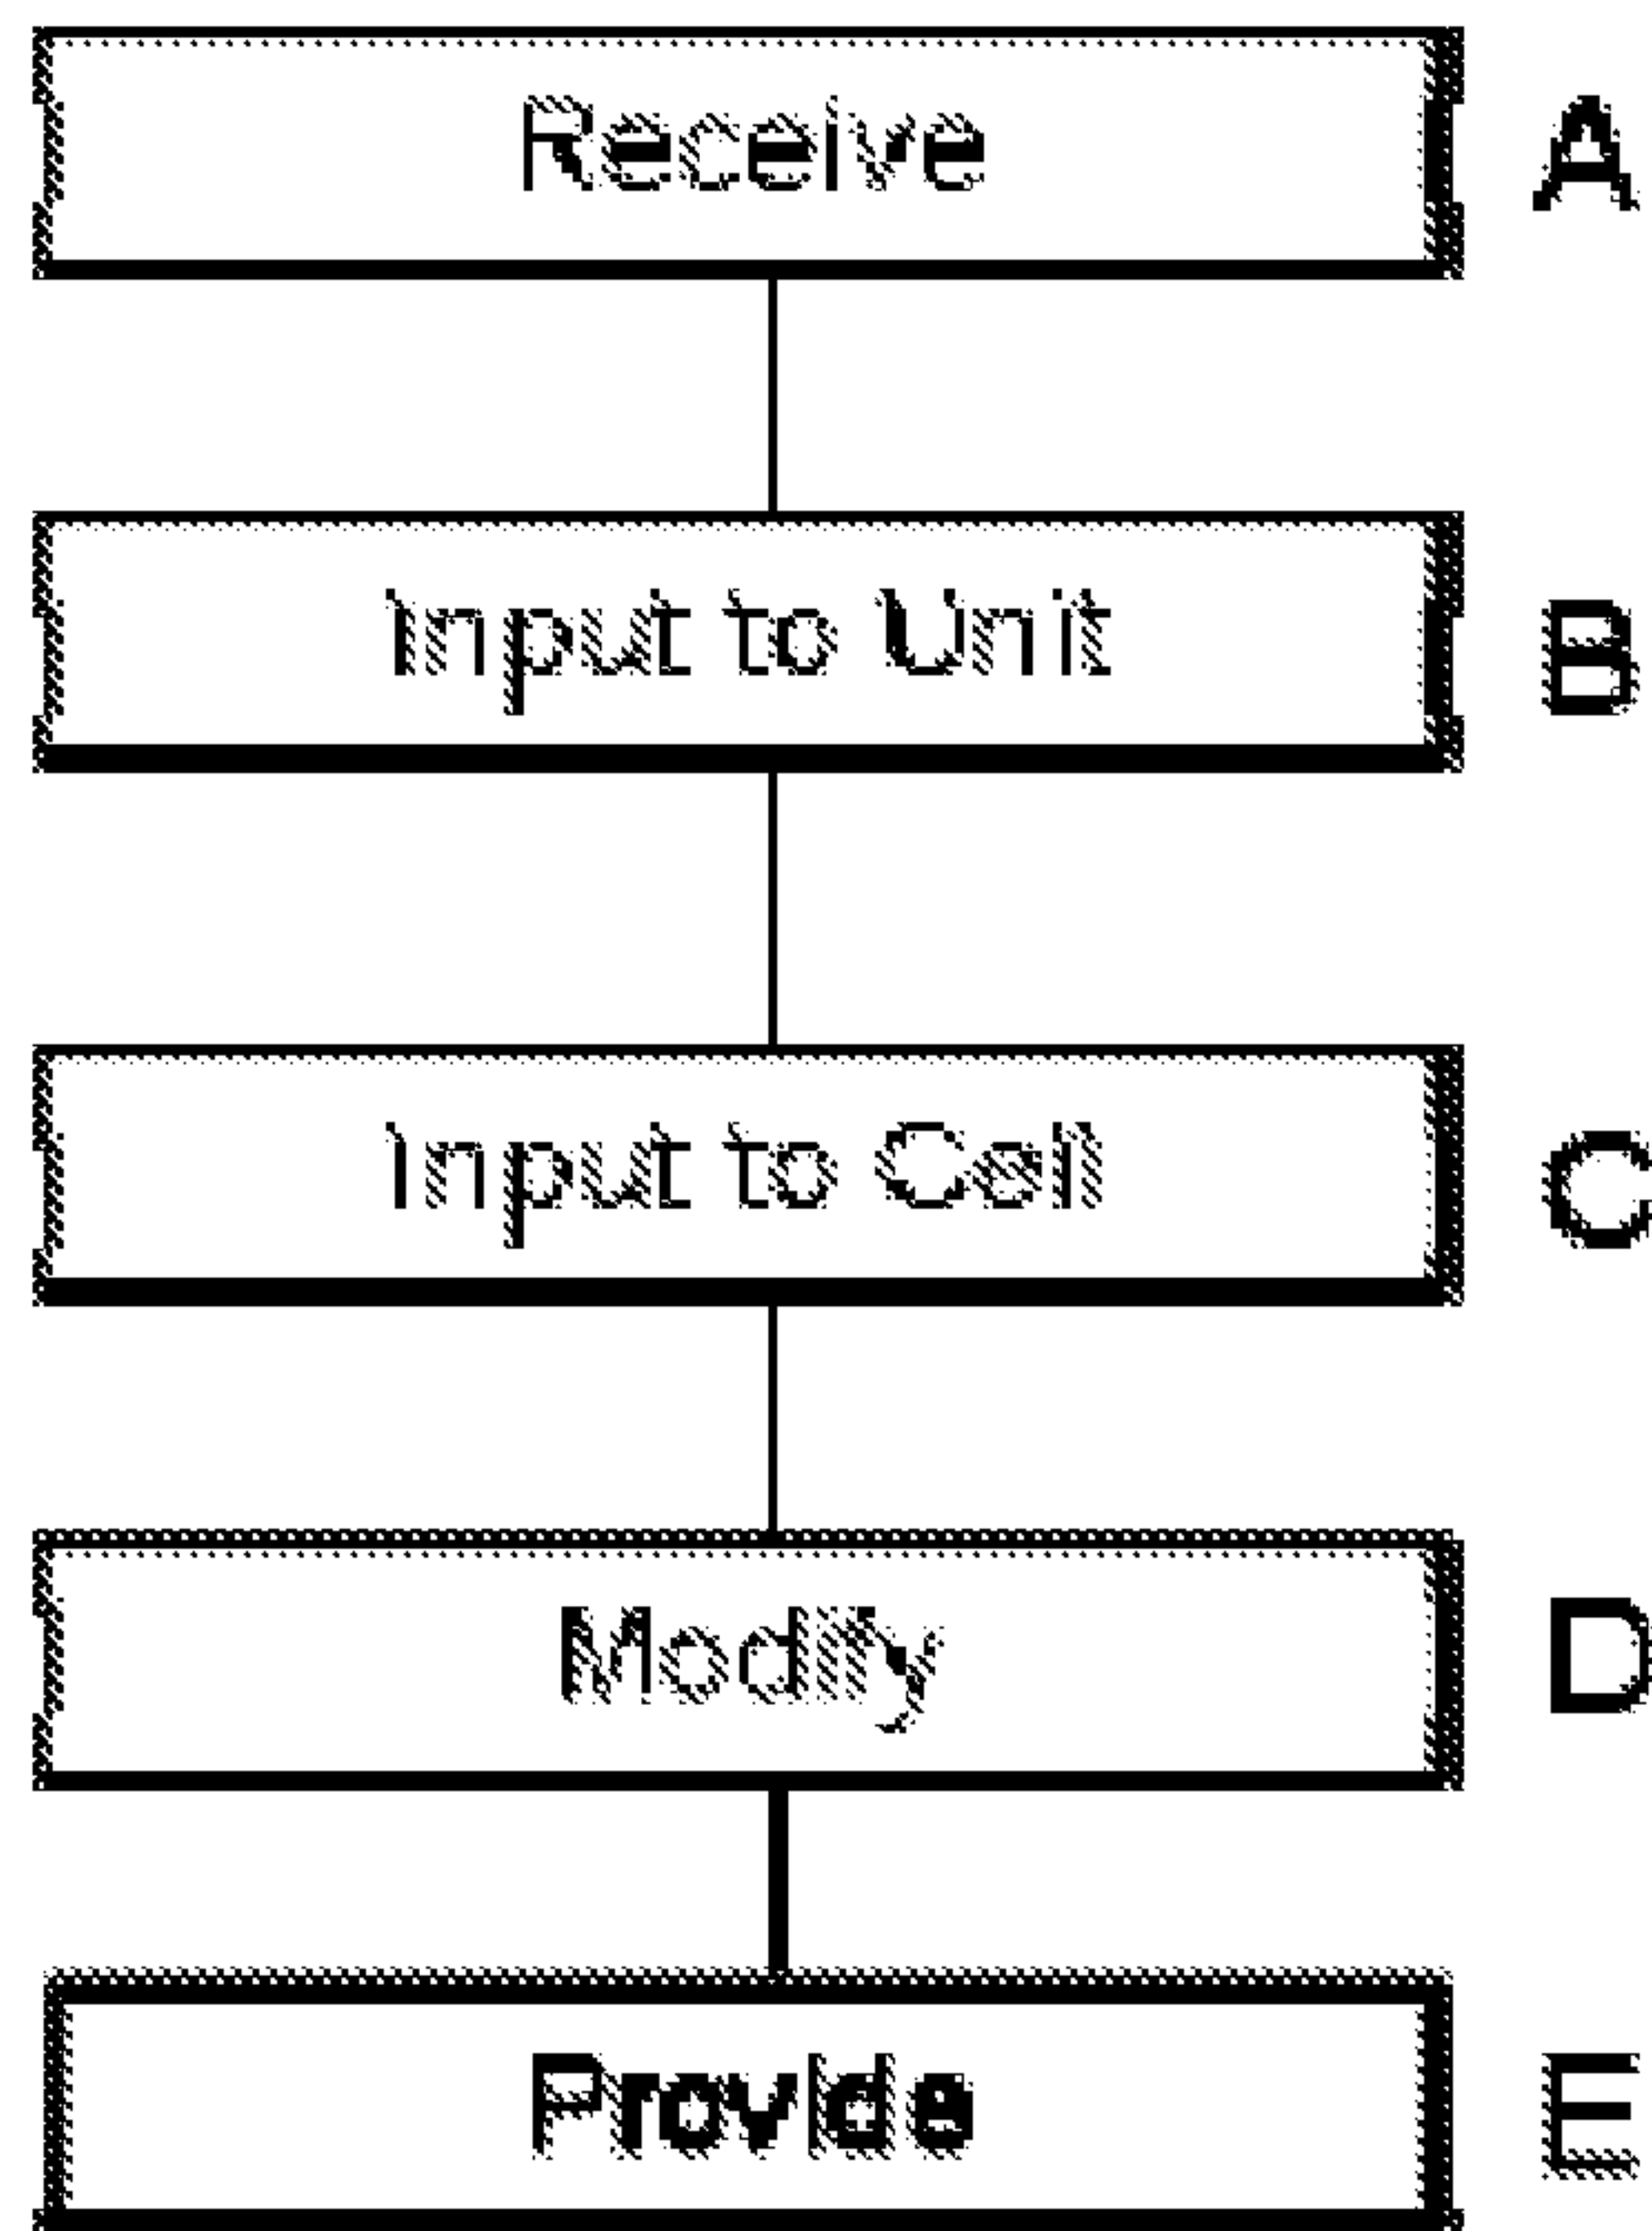 Receive
A
Input to Unit
B
Input to Cell
C
Modify
D
Provide
E